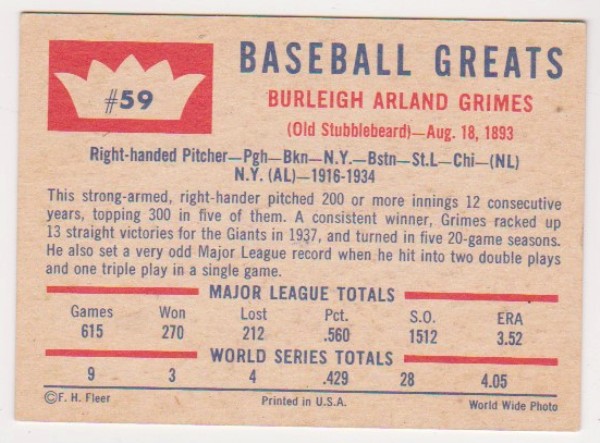 #59
BASEBALL GREATS
BURLEIGH ARLAND GRIMES
(Old Stubblebeard)—Aug. 18, 1893
Right-handed Pitcher—Pgh—Bkn—N.Y.—Bstn—St.L—Chi—(NL)
N.Y. (AL)—1916-1934
This strong-armed, right-hander pitched 200 or more innings 12 consecutive
years, topping 300 in five of them. A consistent winner, Grimes racked up
13 straight victories for the Giants in 1937, and turned in five 20-game seasons.
He also set a very odd Major League record when he hit into two double plays
and one triple play in a single game.
MAJOR LEAGUE TOTALS
Games Won Lost Pct. S.O. ERA
615 270 212 .560 1512 3.52
WORLD SERIES TOTALS
9 3 4 .429 28 4.05
©F. H. Fleer Printed in U.S.A. World Wide Photo